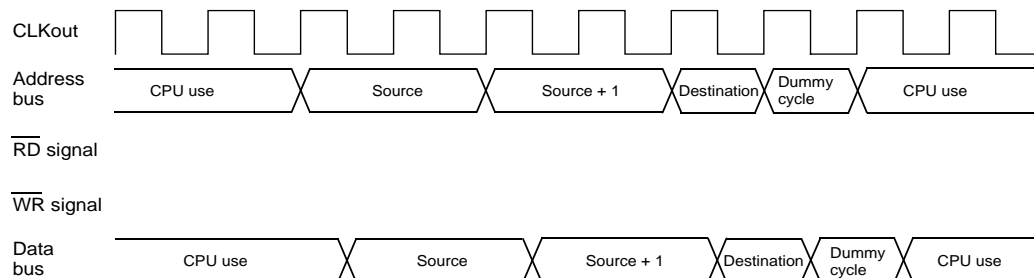 CLKout
Address
bus
CPU use
Source
Source + 1
Destination
Dummy
cycle
CPU use
RD signal
WR signal
Data
bus
CPU use
Source
Source + 1
Destination
Dummy
cycle
CPU use